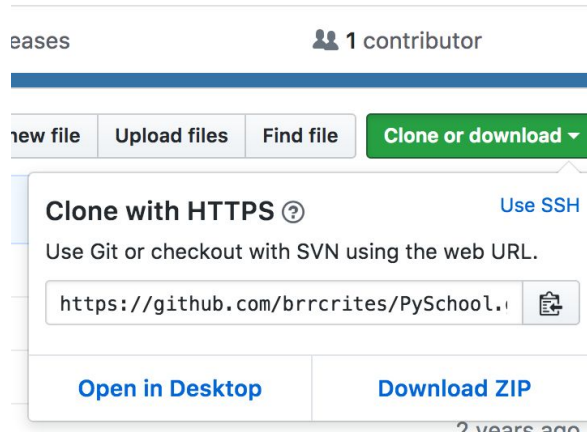 eases
1 contributor
new file Upload files Find file Clone or download
Clone with HTTPS ?
Use SSH
Use Git or checkout with SVN using the web URL.
https://github.com/brrcrites/PySchool.
Open in Desktop Download ZIP
2 years ago